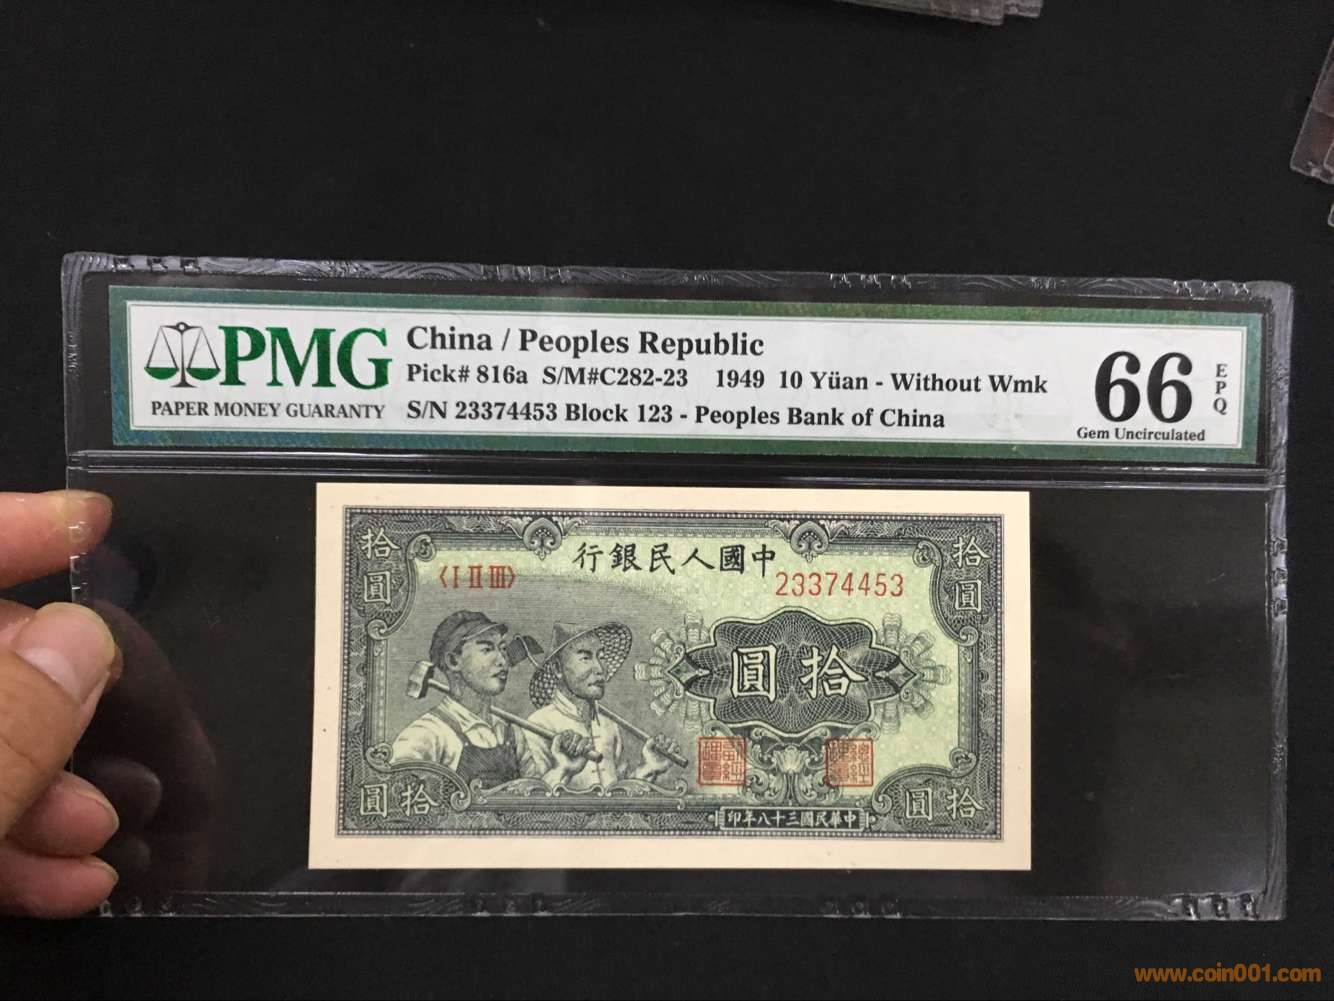 PMG
PAPER MONEY GUARANTY
China / Peoples Republic
Pick# 816a S/M#C282-23 1949 10 Yüan - Without Wmk
S/N 23374453 Block 123 - Peoples Bank of China
66
EPQ
Gem Uncirculated
拾圓
行銀民人國中
拾圓
〈I II III〉
23374453
圓拾
圓拾
圓拾
印年八十三國民華中
www.coin001.com